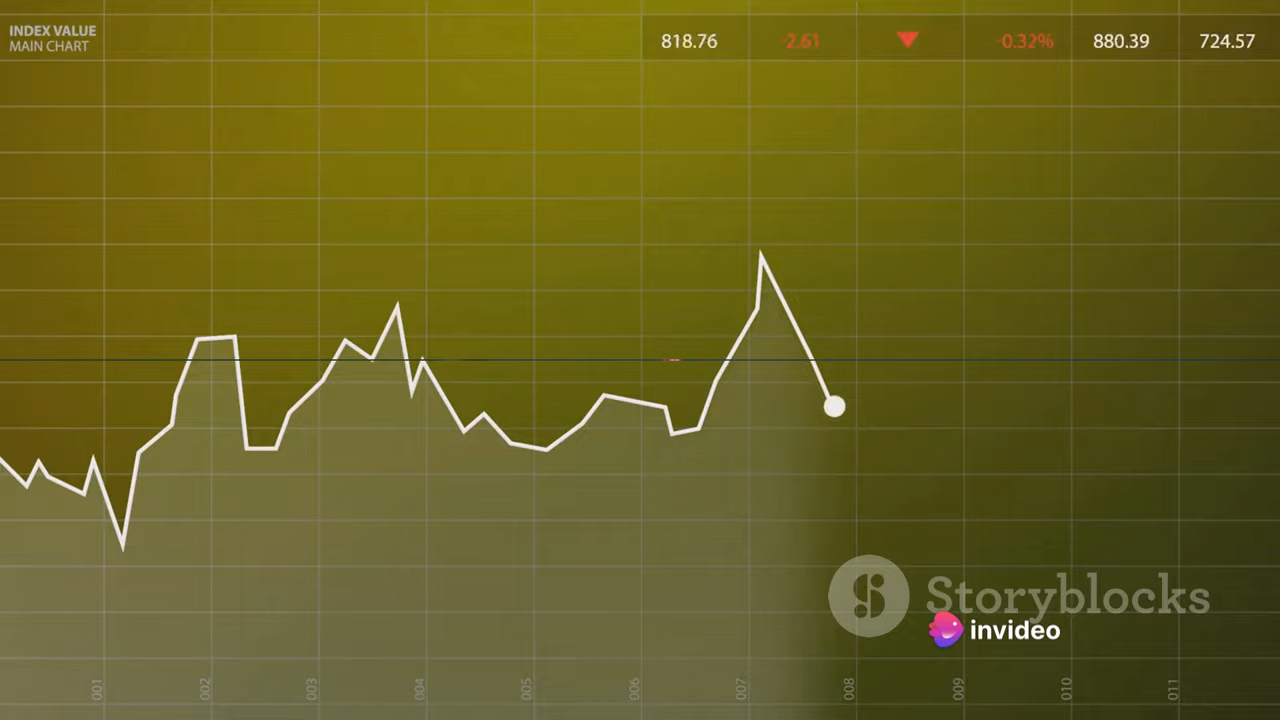 INDEX VALUE
MAIN CHART
818.76 -2.61 -0.32% 880.39 724.57
Storyblocks
invideo
001 002 003 004 005 006 007 008 009 010 011